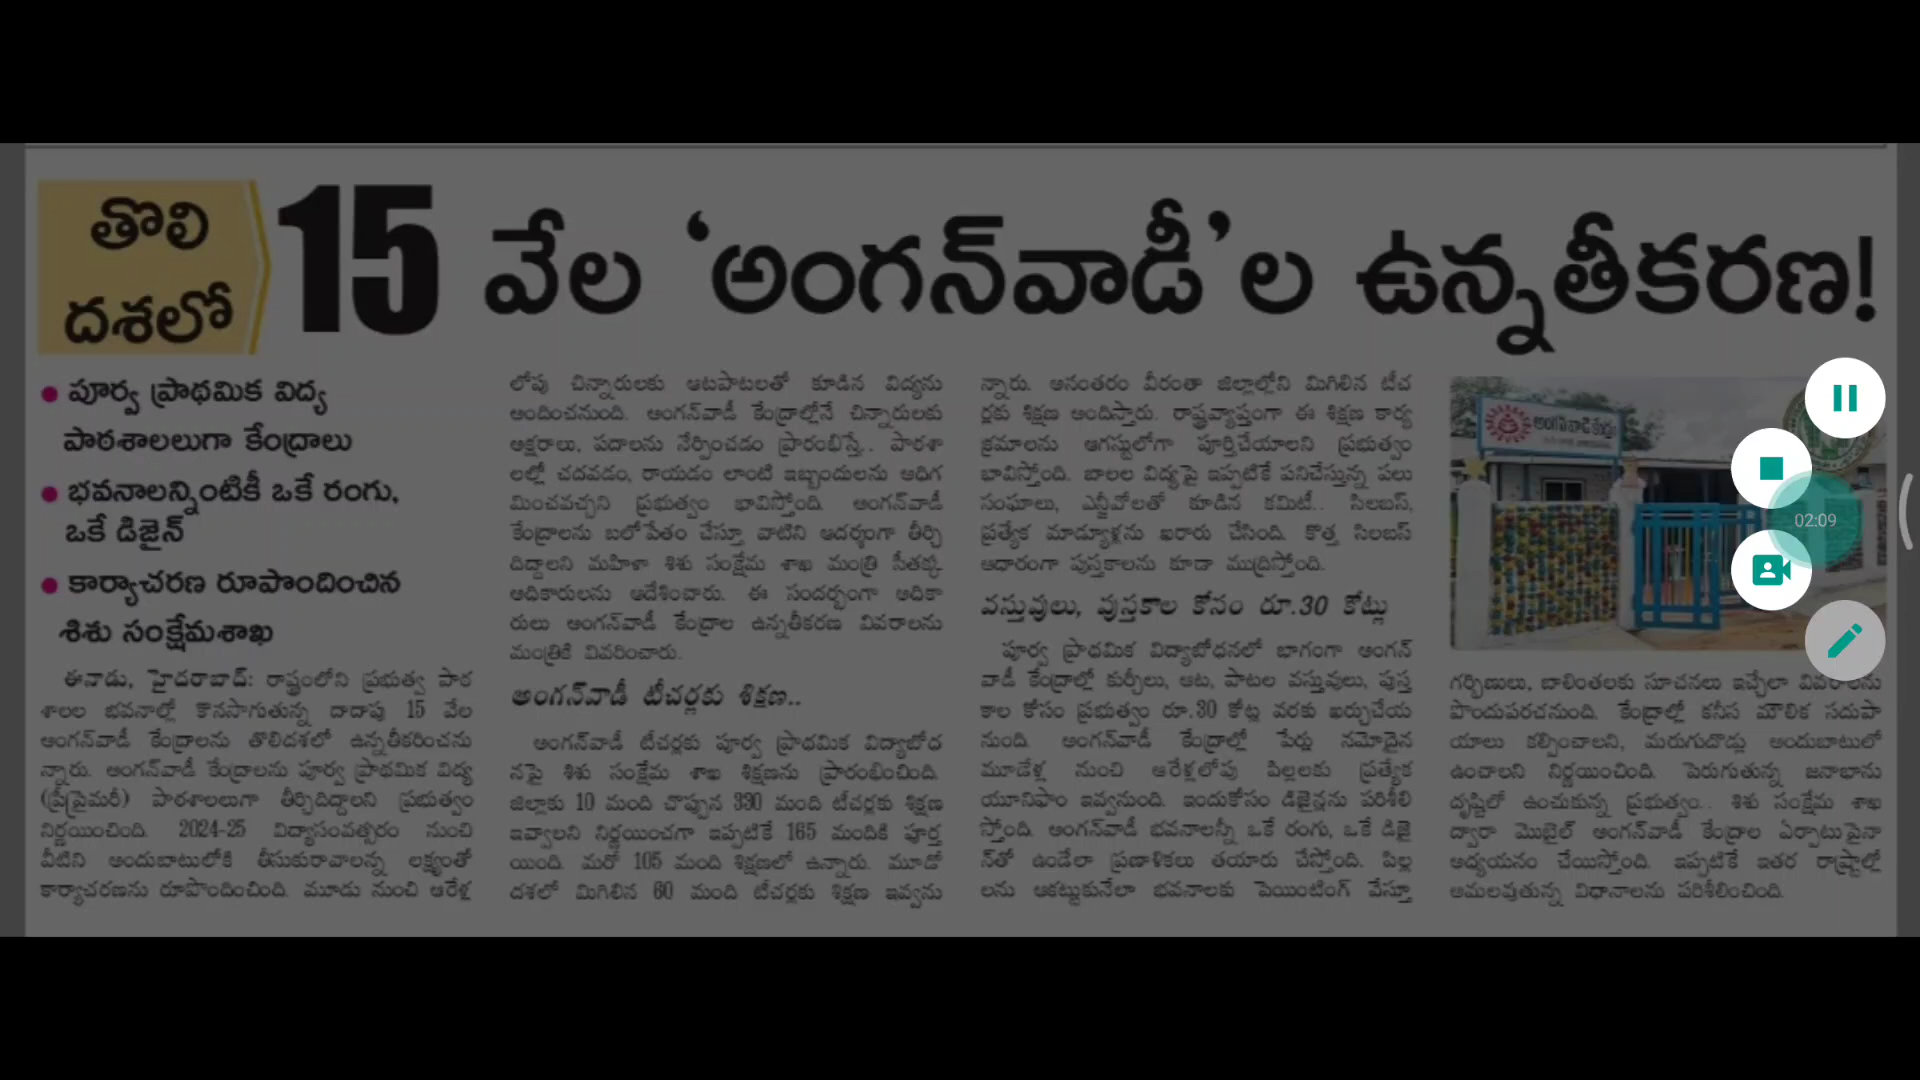 తొలి
దశలో
15 వేల ‘అంగన్‌వాడీ’ల ఉన్నతీకరణ!
● పూర్వ ప్రాథమిక విద్య
పాఠశాలలుగా కేంద్రాలు
● భవనాలన్నింటికీ ఒకే రంగు,
ఒకే డిజైన్
● కార్యాచరణ రూపొందించిన
శిశు సంక్షేమశాఖ
ఈనాడు, హైదరాబాద్: రాష్ట్రంలోని ప్రభుత్వ పాఠ
శాలల భవనాల్లో కొనసాగుతున్న దాదాపు 15 వేల
అంగన్‌వాడీ కేంద్రాలను తొలిదశలో ఉన్నతీకరించను
న్నారు. అంగన్‌వాడీ కేంద్రాలను పూర్వ ప్రాథమిక విద్య
(ప్రీప్రైమరీ) పాఠశాలలుగా తీర్చిదిద్దాలని ప్రభుత్వం
నిర్ణయించింది. 2024-25 విద్యాసంవత్సరం నుంచి
వీటిని అందుబాటులోకి తీసుకురావాలన్న లక్ష్యంతో
కార్యాచరణను రూపొందించింది. మూడు నుంచి ఆరేళ్ల
లోపు చిన్నారులకు ఆటపాటలతో కూడిన విద్యను
అందించనుంది. అంగన్‌వాడీ కేంద్రాల్లోనే చిన్నారులకు
అక్షరాలు, పదాలను నేర్పించడం ప్రారంభిస్తే.. పాఠశా
లల్లో చదవడం, రాయడం లాంటి ఇబ్బందులను అధిగ
మించవచ్చని ప్రభుత్వం భావిస్తోంది. అంగన్‌వాడీ
కేంద్రాలను బలోపేతం చేస్తూ వాటిని ఆదర్శంగా తీర్చి
దిద్దాలని మహిళా శిశు సంక్షేమ శాఖ మంత్రి సీతక్క
అధికారులను ఆదేశించారు. ఈ సందర్భంగా అధికా
రులు అంగన్‌వాడీ కేంద్రాల ఉన్నతీకరణ వివరాలను
మంత్రికి వివరించారు.
అంగన్‌వాడీ టీచర్లకు శిక్షణ..
అంగన్‌వాడీ టీచర్లకు పూర్వ ప్రాథమిక విద్యాబోధ
నపై శిశు సంక్షేమ శాఖ శిక్షణను ప్రారంభించింది.
జిల్లాకు 10 మంది చొప్పున 330 మంది టీచర్లకు శిక్షణ
ఇవ్వాలని నిర్ణయించగా ఇప్పటికే 165 మందికి పూర్త
యింది. మరో 105 మంది శిక్షణలో ఉన్నారు. మూడో
దశలో మిగిలిన 60 మంది టీచర్లకు శిక్షణ ఇవ్వను
న్నారు. అనంతరం వీరంతా జిల్లాల్లోని మిగిలిన టీచ
ర్లకు శిక్షణ అందిస్తారు. రాష్ట్రవ్యాప్తంగా ఈ శిక్షణ కార్య
క్రమాలను ఆగస్టులోగా పూర్తిచేయాలని ప్రభుత్వం
భావిస్తోంది. బాలల విద్యపై ఇప్పటికే పనిచేస్తున్న పలు
సంఘాలు, ఎన్జీవోలతో కూడిన కమిటీ.. సిలబస్,
ప్రత్యేక మాడ్యూళ్లను ఖరారు చేసింది. కొత్త సిలబస్
ఆధారంగా పుస్తకాలను కూడా ముద్రిస్తోంది.
వస్తువులు, పుస్తకాల కోసం రూ.30 కోట్లు
పూర్వ ప్రాథమిక విద్యాబోధనలో భాగంగా అంగన్
వాడీ కేంద్రాల్లో కుర్చీలు, ఆట, పాటల వస్తువులు, పుస్త
కాల కోసం ప్రభుత్వం రూ.30 కోట్ల వరకు ఖర్చుచేయ
నుంది. అంగన్‌వాడీ కేంద్రాల్లో పేర్లు నమోదైన
మూడేళ్ల నుంచి ఆరేళ్లలోపు పిల్లలకు ప్రత్యేక
యూనిఫాం ఇవ్వనుంది. ఇందుకోసం డిజైన్లను పరిశీలి
స్తోంది. అంగన్‌వాడీ భవనాలన్నీ ఒకే రంగు, ఒకే డిజై
న్‌తో ఉండేలా ప్రణాళికలు తయారు చేస్తోంది. పిల్ల
లను ఆకట్టుకునేలా భవనాలకు పెయింటింగ్ వేస్తూ
అంగన్‌వాడీ కేంద్రం
గర్భిణులు, బాలింతలకు సూచనలు ఇచ్చేలా వివరాలను
పొందుపరచనుంది. కేంద్రాల్లో కనీస మౌలిక సదుపా
యాలు కల్పించాలని, మరుగుదొడ్లు అందుబాటులో
ఉంచాలని నిర్ణయించింది. పెరుగుతున్న జనాభాను
దృష్టిలో ఉంచుకున్న ప్రభుత్వం.. శిశు సంక్షేమ శాఖ
ద్వారా మొబైల్ అంగన్‌వాడీ కేంద్రాల ఏర్పాటుపైనా
అధ్యయనం చేయిస్తోంది. ఇప్పటికే ఇతర రాష్ట్రాల్లో
అమలవుతున్న విధానాలను పరిశీలించింది.
02:09